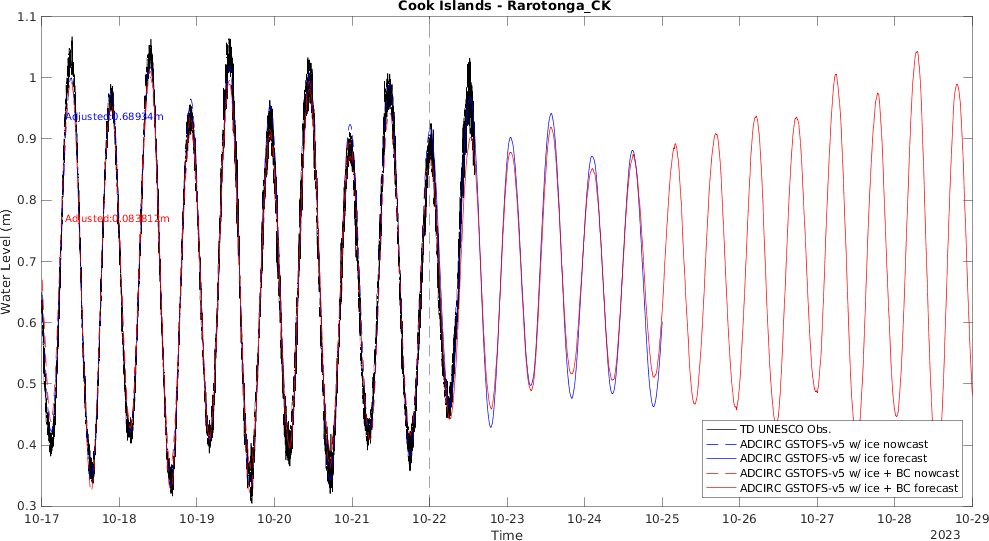 Cook Islands - Rarotonga_CK
1.1
1
0.9
0.8
0.7
0.6
0.5
0.4
0.3
Water Level (m)
Adjusted:0.68934m
Adjusted:0.083812m
TD UNESCO Obs.
ADCIRC GSTOFS-v5 w/ ice nowcast
ADCIRC GSTOFS-v5 w/ ice forecast
ADCIRC GSTOFS-v5 w/ ice + BC nowcast
ADCIRC GSTOFS-v5 w/ ice + BC forecast
10-17 10-18 10-19 10-20 10-21 10-22 10-23 10-24 10-25 10-26 10-27 10-28 10-29
Time
2023